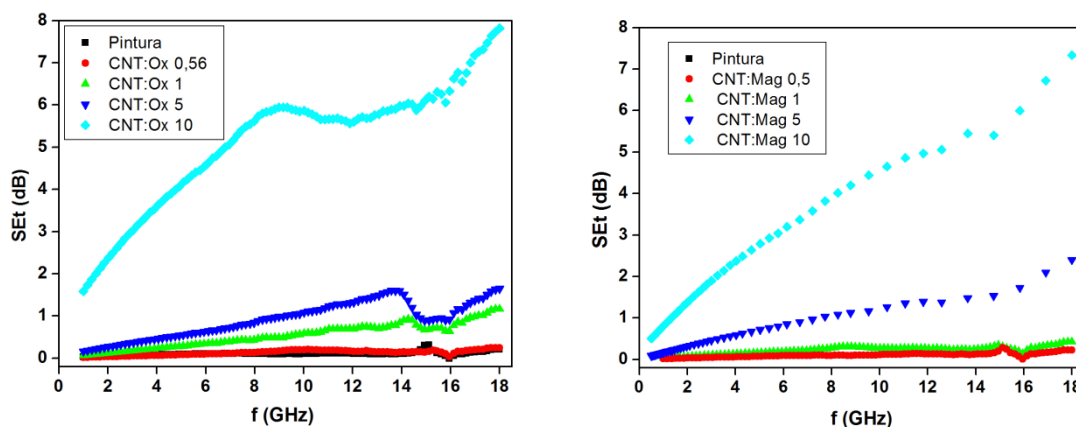 8
7
6
5
4
3
2
1
0
SEt (dB)
Pintura
CNT:Ox 0,56
CNT:Ox 1
CNT:Ox 5
CNT:Ox 10
0 2 4 6 8 10 12 14 16 18
f (GHz)
8
7
6
5
4
3
2
1
0
SEt (dB)
Pintura
CNT:Mag 0,5
CNT:Mag 1
CNT:Mag 5
CNT:Mag 10
0 2 4 6 8 10 12 14 16 18
f (GHz)